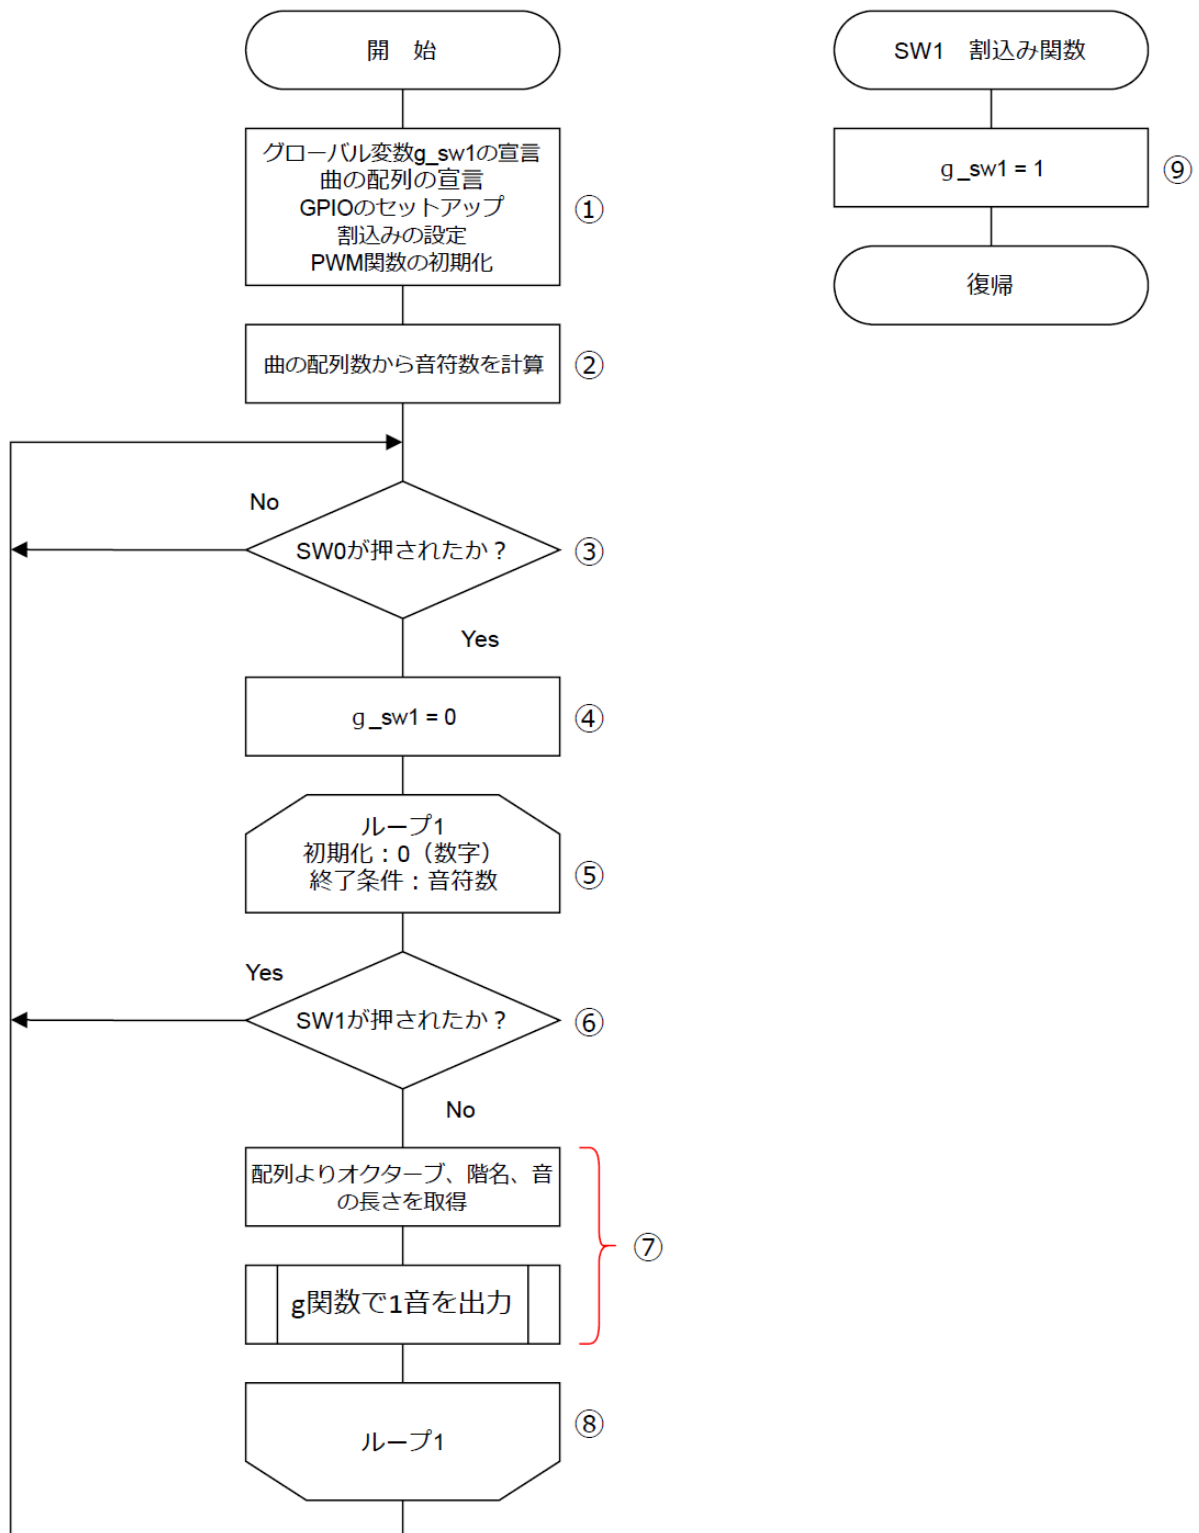 開　始
グローバル変数g_sw1の宣言
曲の配列の宣言
GPIOのセットアップ
割込みの設定
PWM関数の初期化
①
曲の配列数から音符数を計算
②
No
SW0が押されたか？
③
Yes
g_sw1 = 0
④
ループ1
初期化：0（数字）
終了条件：音符数
⑤
Yes
SW1が押されたか？
⑥
No
配列よりオクターブ、階名、音
の長さを取得
g関数で1音を出力
⑦
ループ1
⑧
SW1　割込み関数
g_sw1 = 1
⑨
復帰